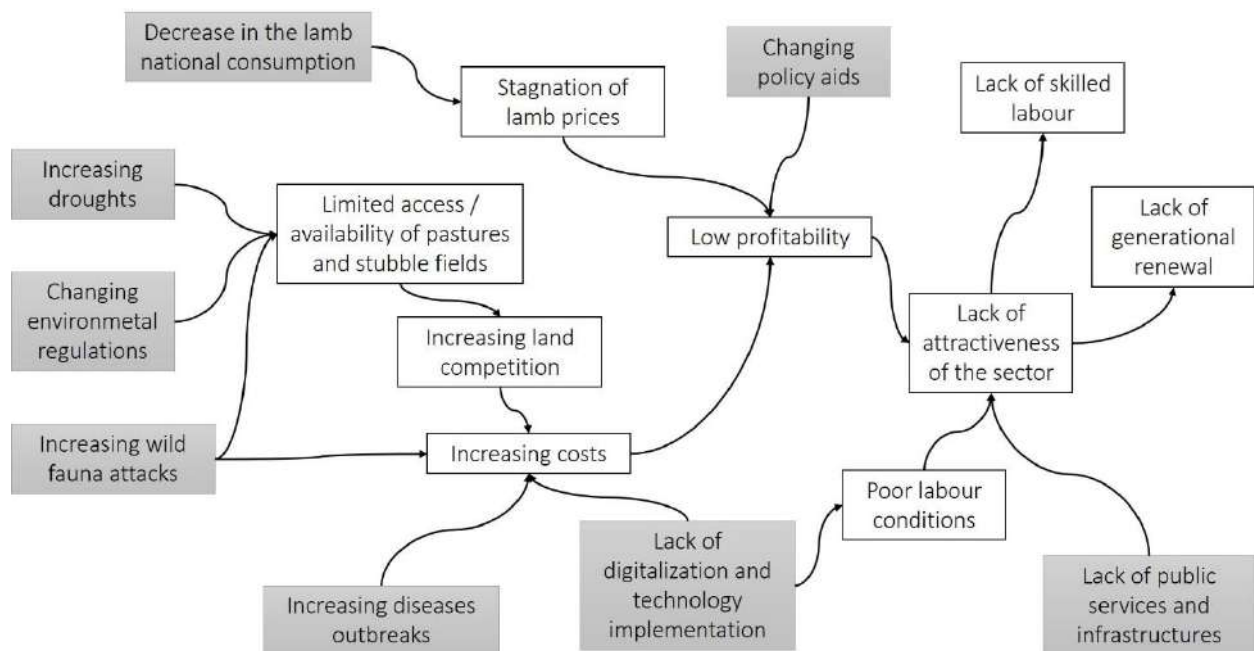 Decrease in the lamb
national consumption
Changing
policy aids
Stagnation of
lamb prices
Lack of skilled
labour
Increasing
droughts
Limited access /
availability of pastures
and stubble fields
Low profitability
Lack of
generational
renewal
Changing
environmetal
regulations
Increasing land
competition
Lack of
attractiveness
of the sector
Increasing wild
fauna attacks
Increasing costs
Poor labour
conditions
Increasing diseases
outbreaks
Lack of
digitalization and
technology
implementation
Lack of public
services and
infrastructures